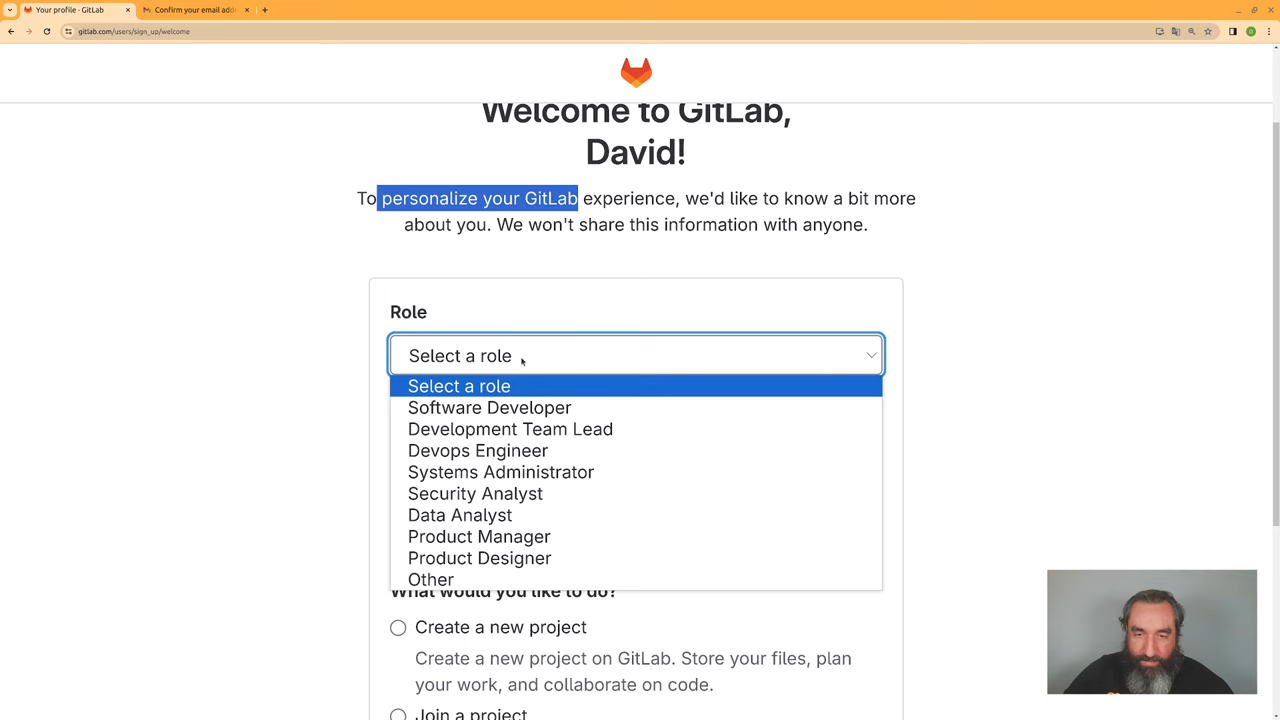 Your profile · GitLab
Confirm your email add
gitlab.com/users/sign_up/welcome
Welcome to GitLab,
David!
To personalize your GitLab experience, we'd like to know a bit more
about you. We won't share this information with anyone.
Role
Select a role
Select a role
Software Developer
Development Team Lead
Devops Engineer
Systems Administrator
Security Analyst
Data Analyst
Product Manager
Product Designer
Other
What would you like to do?
Create a new project
Create a new project on GitLab. Store your files, plan
your work, and collaborate on code.
Join a project